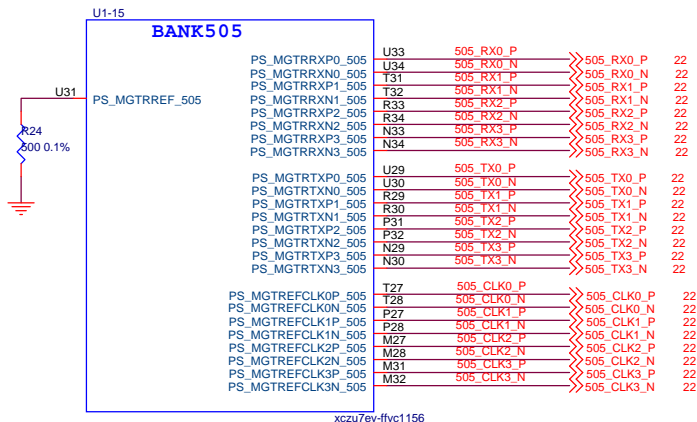 U1-15
BANK505
U31 PS_MGTRREF_505
R24
500 0.1%
PS_MGTRRXP0_505 U33 505_RX0_P 505_RX0_P 22
PS_MGTRRXN0_505 U34 505_RX0_N 505_RX0_N 22
PS_MGTRRXP1_505 T31 505_RX1_P 505_RX1_P 22
PS_MGTRRXN1_505 T32 505_RX1_N 505_RX1_N 22
PS_MGTRRXP2_505 R33 505_RX2_P 505_RX2_P 22
PS_MGTRRXN2_505 R34 505_RX2_N 505_RX2_N 22
PS_MGTRRXP3_505 N33 505_RX3_P 505_RX3_P 22
PS_MGTRRXN3_505 N34 505_RX3_N 505_RX3_N 22
PS_MGTRTXP0_505 U29 505_TX0_P 505_TX0_P 22
PS_MGTRTXN0_505 U30 505_TX0_N 505_TX0_N 22
PS_MGTRTXP1_505 R29 505_TX1_P 505_TX1_P 22
PS_MGTRTXN1_505 R30 505_TX1_N 505_TX1_N 22
PS_MGTRTXP2_505 P31 505_TX2_P 505_TX2_P 22
PS_MGTRTXN2_505 P32 505_TX2_N 505_TX2_N 22
PS_MGTRTXP3_505 N29 505_TX3_P 505_TX3_P 22
PS_MGTRTXN3_505 N30 505_TX3_N 505_TX3_N 22
PS_MGTREFCLK0P_505 T27 505_CLK0_P 505_CLK0_P 22
PS_MGTREFCLK0N_505 T28 505_CLK0_N 505_CLK0_N 22
PS_MGTREFCLK1P_505 P27 505_CLK1_P 505_CLK1_P 22
PS_MGTREFCLK1N_505 P28 505_CLK1_N 505_CLK1_N 22
PS_MGTREFCLK2P_505 M27 505_CLK2_P 505_CLK2_P 22
PS_MGTREFCLK2N_505 M28 505_CLK2_N 505_CLK2_N 22
PS_MGTREFCLK3P_505 M31 505_CLK3_P 505_CLK3_P 22
PS_MGTREFCLK3N_505 M32 505_CLK3_N 505_CLK3_N 22
xczu7ev-ffvc1156